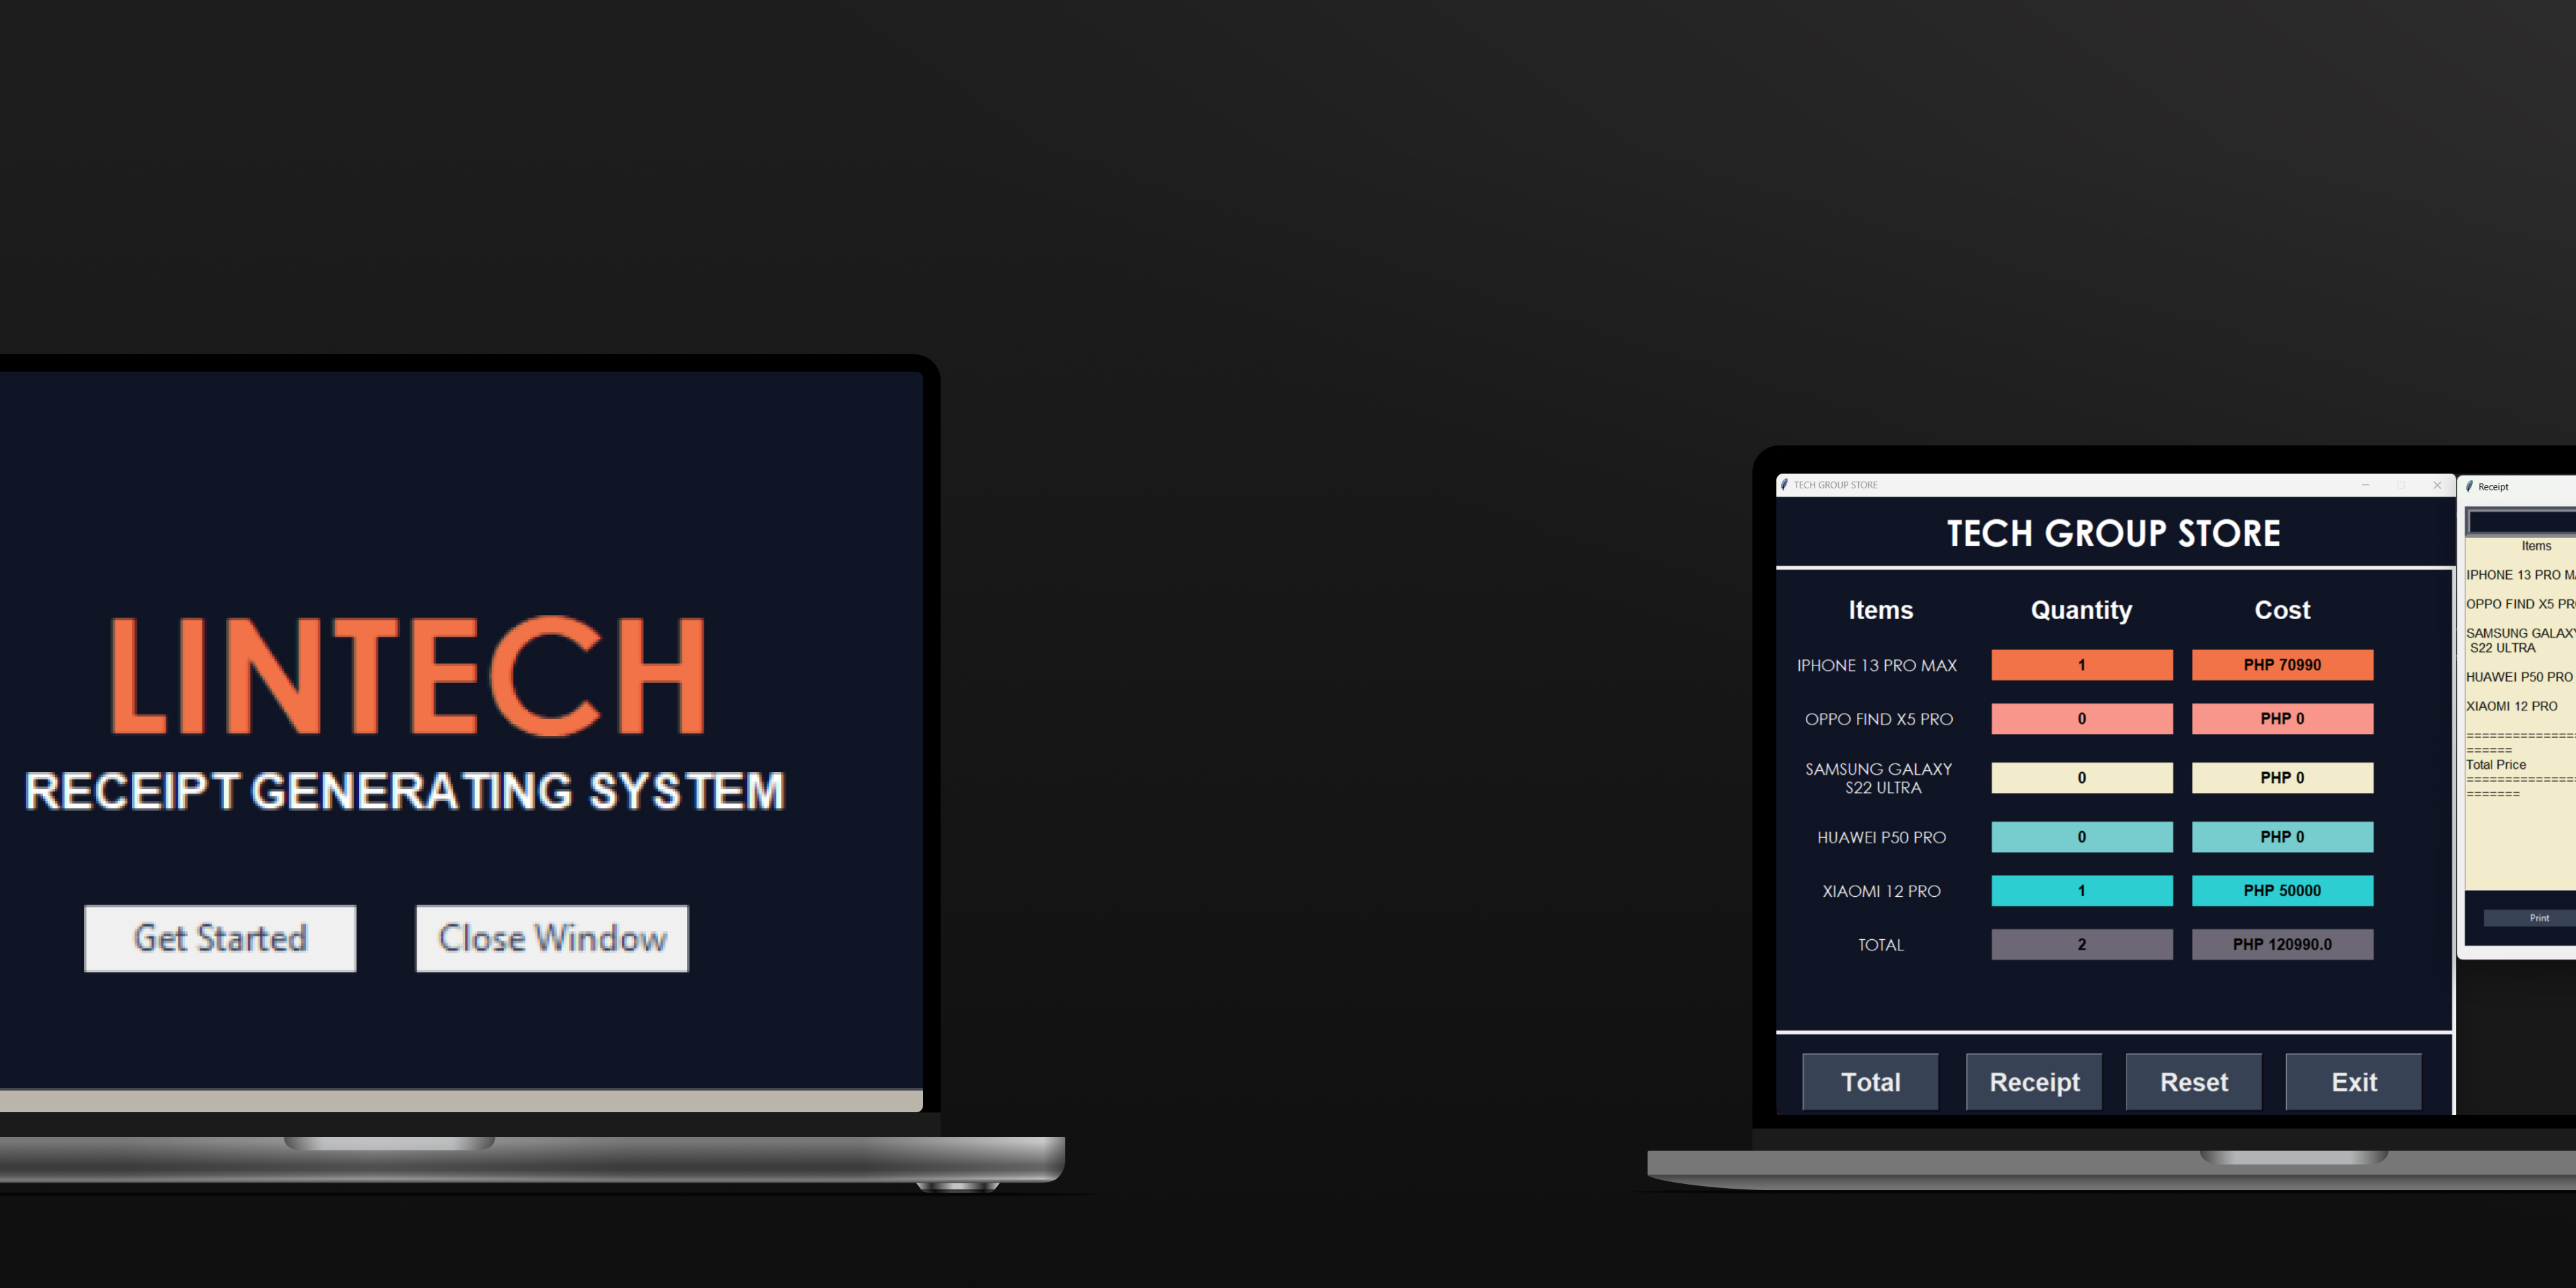 LINTECH
RECEIPT GENERATING SYSTEM
Get Started
Close Window
TECH GROUP STORE
TECH GROUP STORE
Items Quantity Cost
IPHONE 13 PRO MAX 1 PHP 70990
OPPO FIND X5 PRO 0 PHP 0
SAMSUNG GALAXY
S22 ULTRA 0 PHP 0
HUAWEI P50 PRO 0 PHP 0
XIAOMI 12 PRO 1 PHP 50000
TOTAL 2 PHP 120990.0
Total Receipt Reset Exit
Receipt
Items
IPHONE 13 PRO
OPPO FIND X5
SAMSUNG
S22 ULTRA
HUAWEI P50 PRO
XIAOMI 12 PRO
Total Price
Print